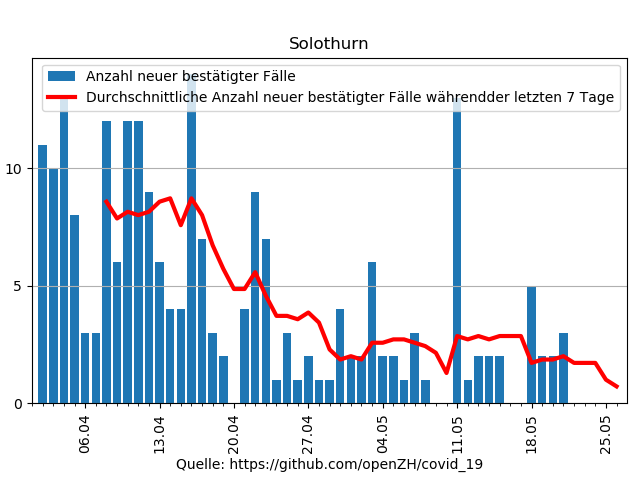 Solothurn
Anzahl neuer bestätigter Fälle
Durchschnittliche Anzahl neuer bestätigter Fälle währendder letzten 7 Tage
10
5
0
06.04
13.04
20.04
27.04
04.05
11.05
18.05
25.05
Quelle: https://github.com/openZH/covid_19